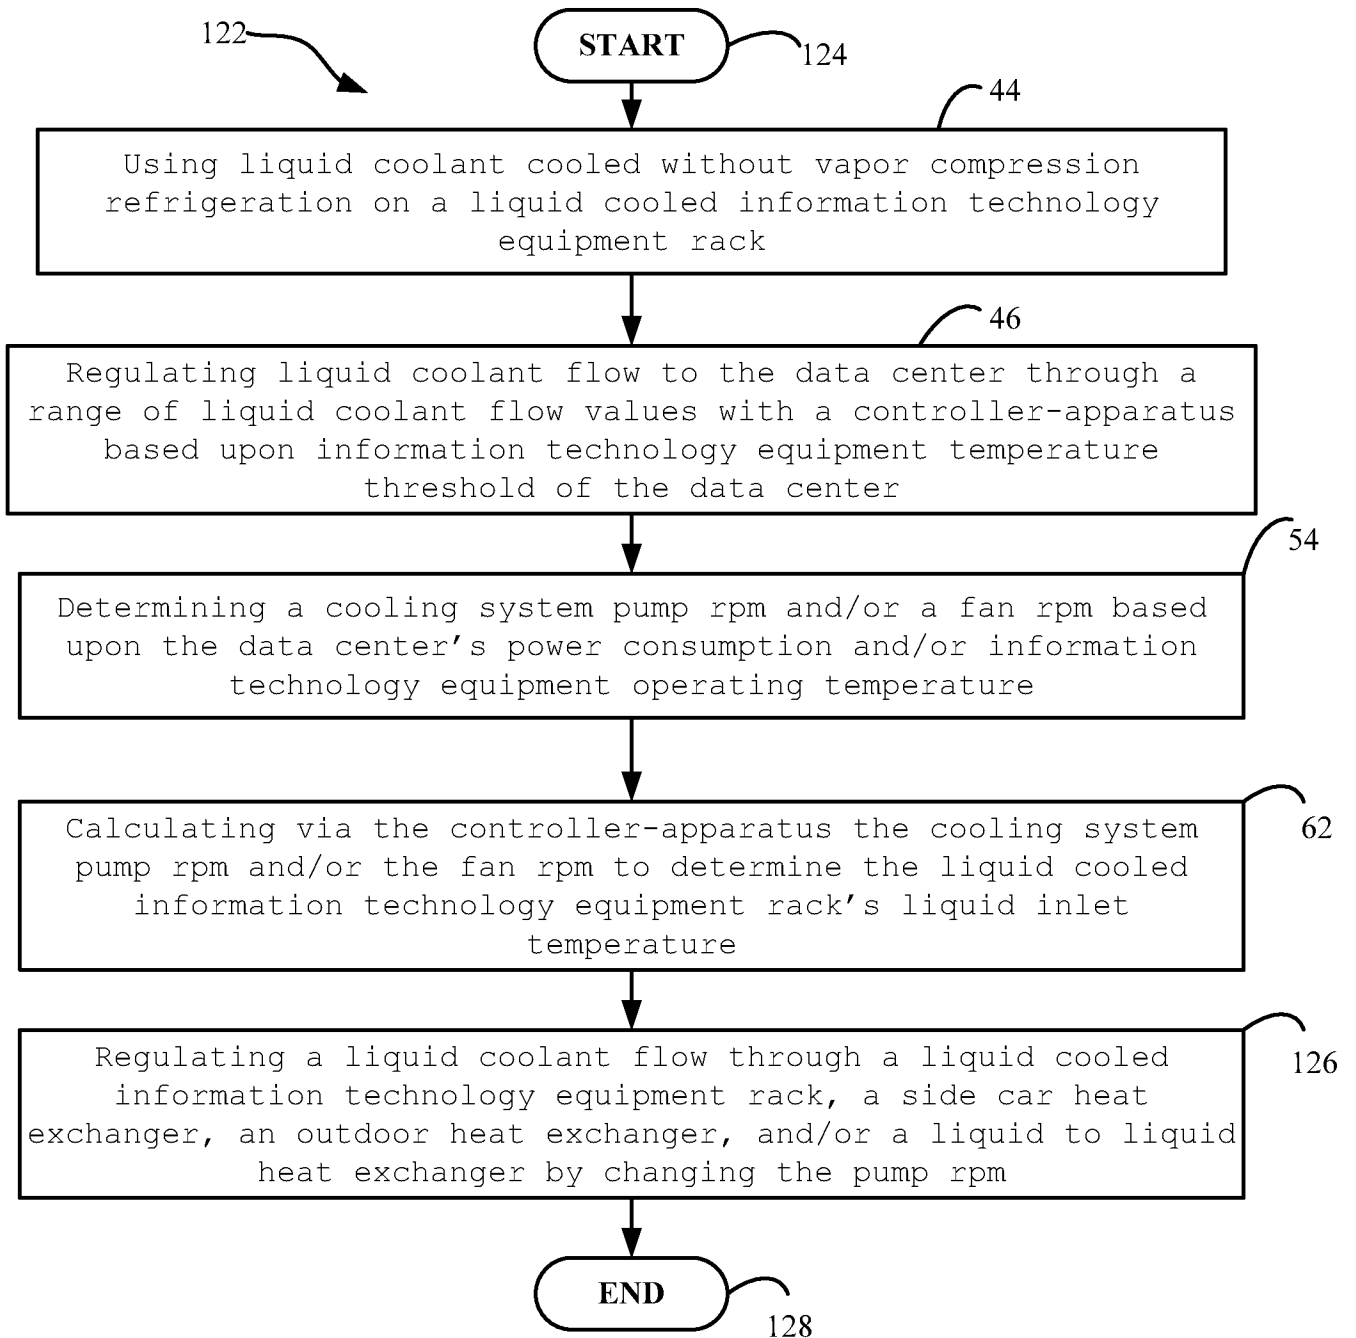 122
START
124
44
Using liquid coolant cooled without vapor compression
refrigeration on a liquid cooled information technology
equipment rack
46
Regulating liquid coolant flow to the data center through a
range of liquid coolant flow values with a controller-apparatus
based upon information technology equipment temperature
threshold of the data center
54
Determining a cooling system pump rpm and/or a fan rpm based
upon the data center’s power consumption and/or information
technology equipment operating temperature
62
Calculating via the controller-apparatus the cooling system
pump rpm and/or the fan rpm to determine the liquid cooled
information technology equipment rack’s liquid inlet
temperature
126
Regulating a liquid coolant flow through a liquid cooled
information technology equipment rack, a side car heat
exchanger, an outdoor heat exchanger, and/or a liquid to liquid
heat exchanger by changing the pump rpm
END
128